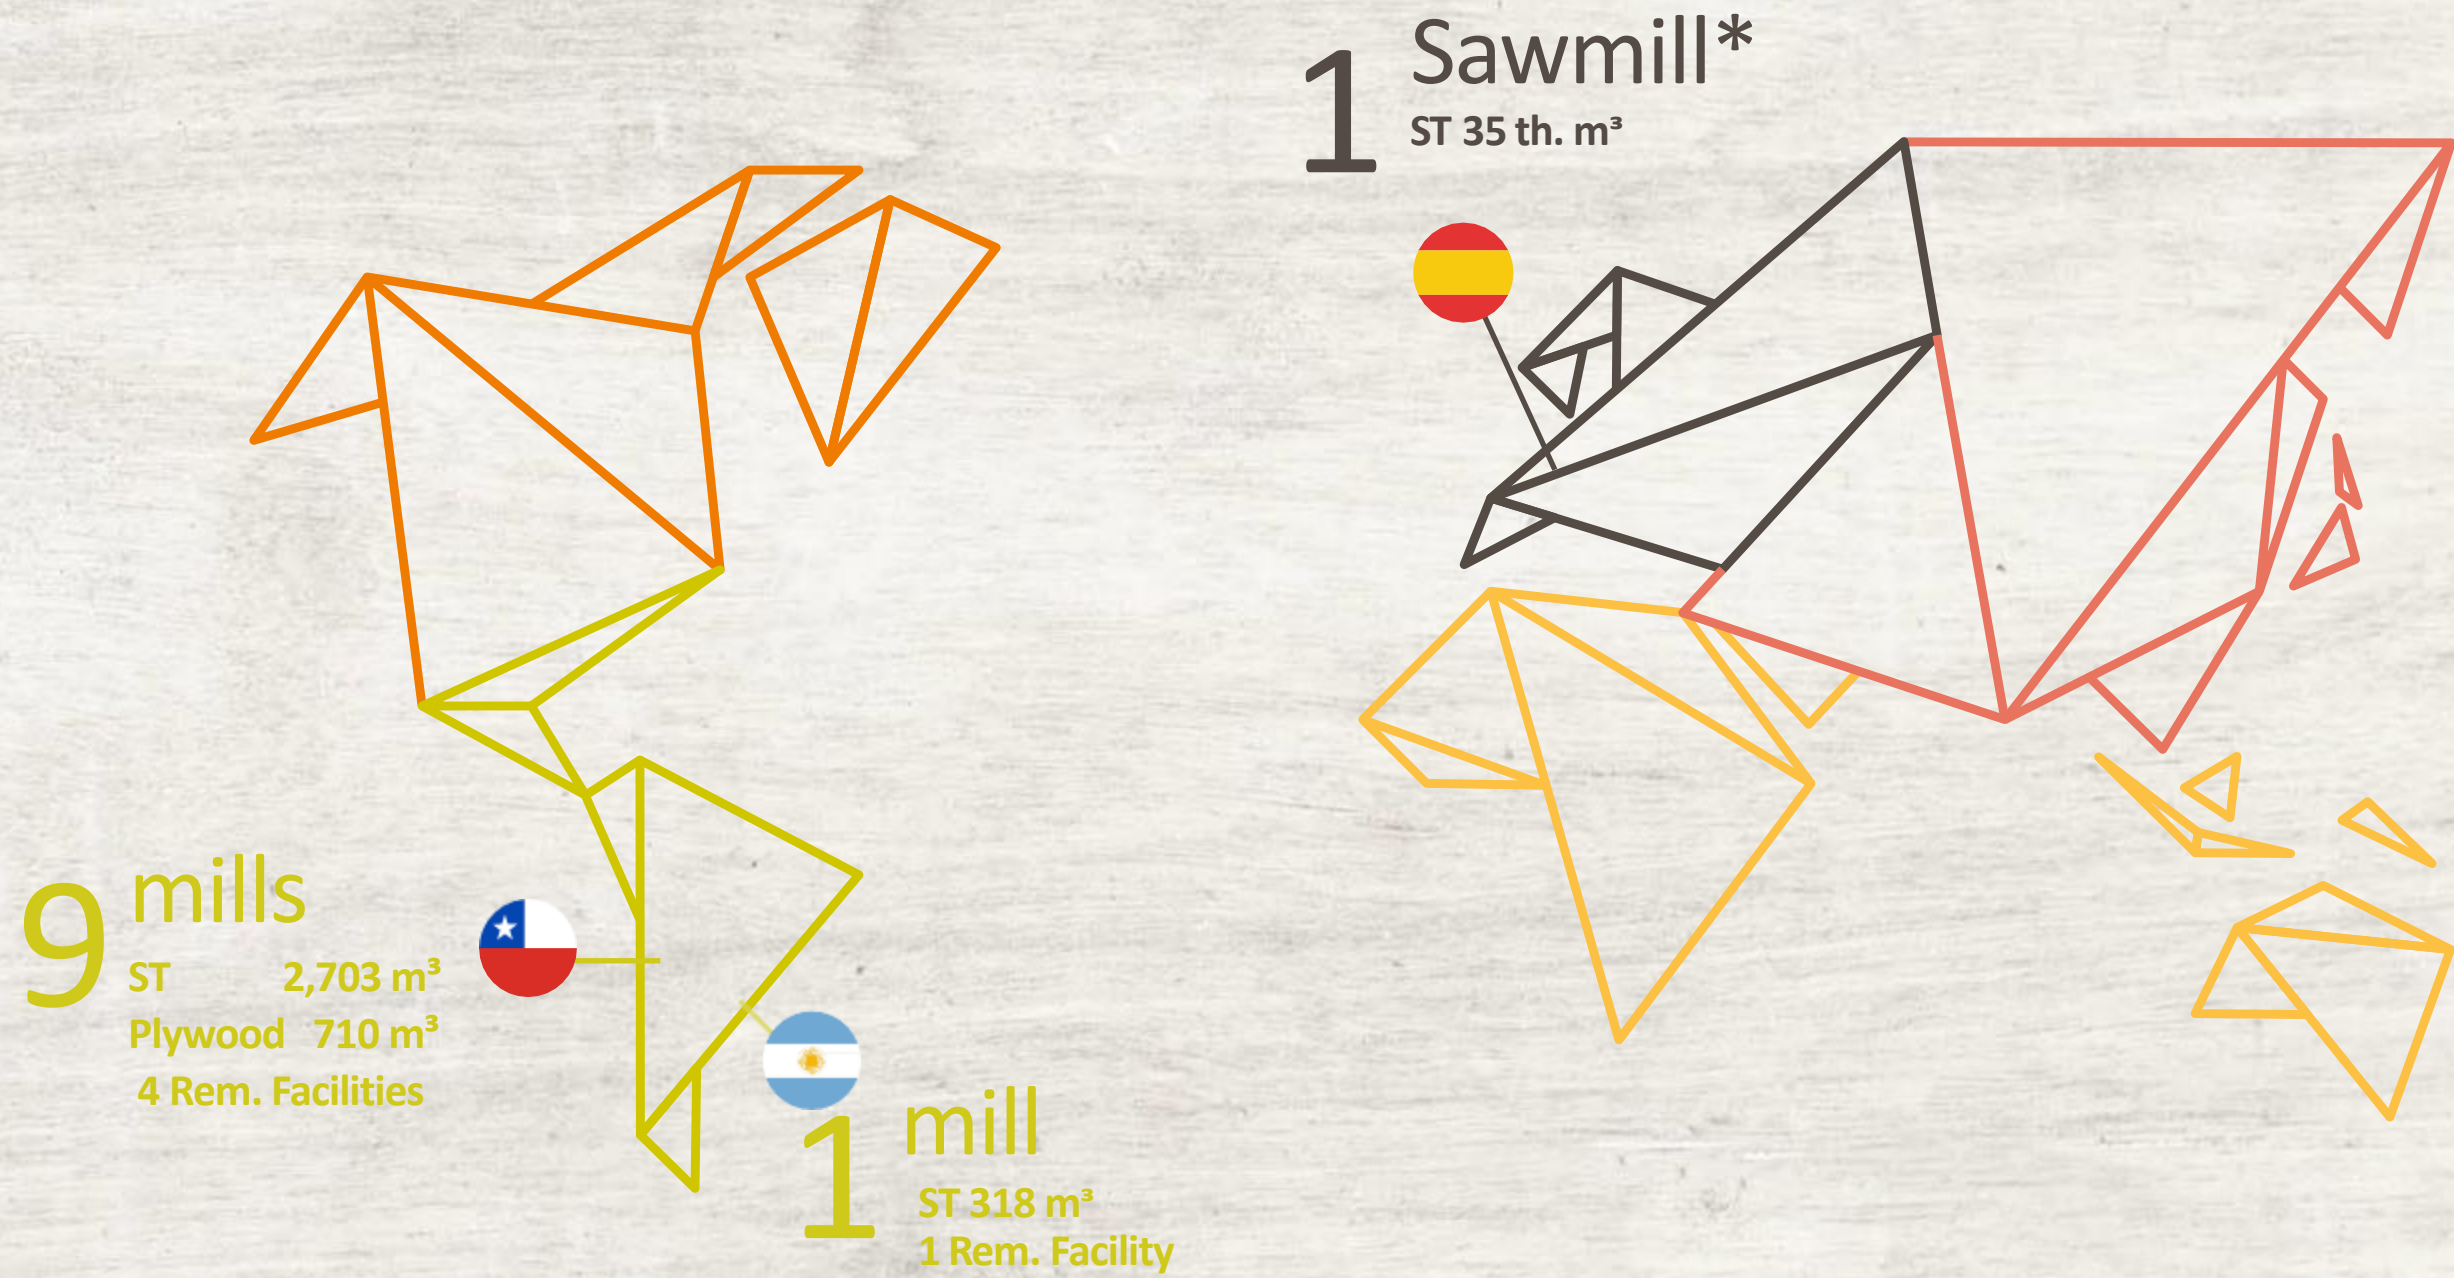 1 Sawmill*
ST 35 th. m³
9 mills
ST 2,703 m³
Plywood 710 m³
4 Rem. Facilities
1 mill
ST 318 m³
1 Rem. Facility